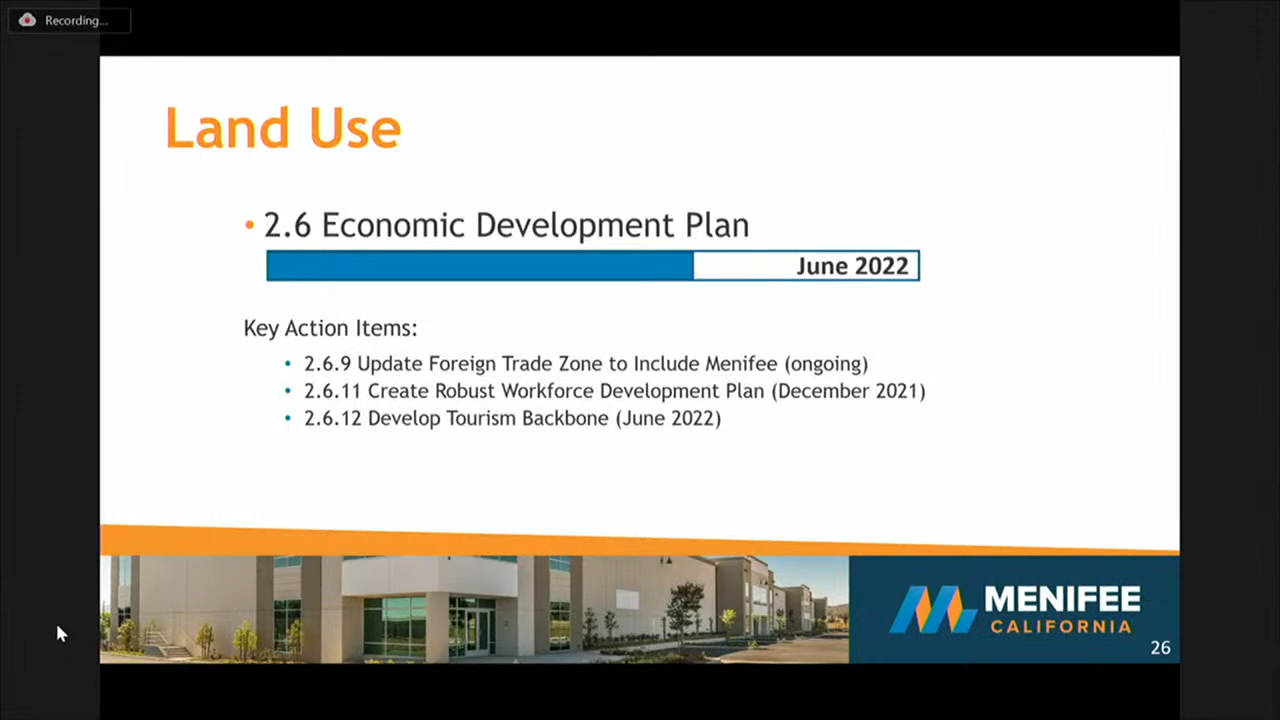 Recording...
Land Use
• 2.6 Economic Development Plan
June 2022
Key Action Items:
• 2.6.9 Update Foreign Trade Zone to Include Menifee (ongoing)
• 2.6.11 Create Robust Workforce Development Plan (December 2021)
• 2.6.12 Develop Tourism Backbone (June 2022)
MENIFEE
CALIFORNIA
26